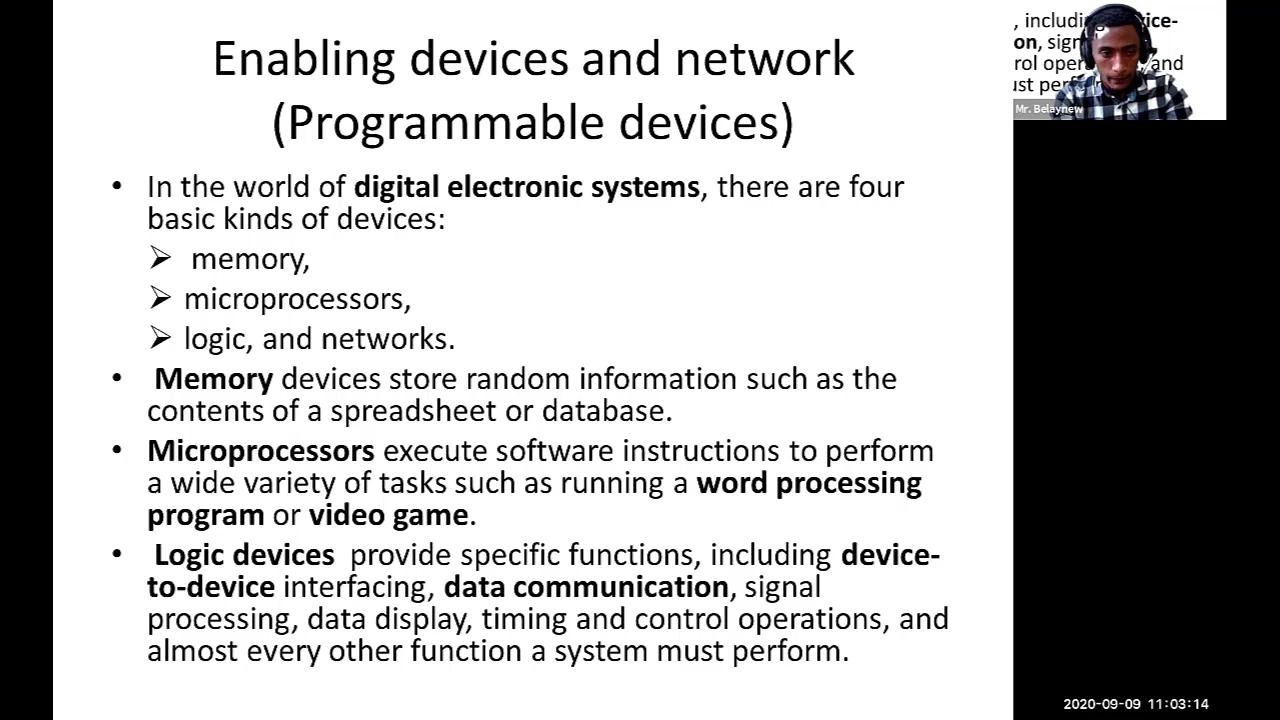 Enabling devices and network
(Programmable devices)
• In the world of digital electronic systems, there are four
basic kinds of devices:
➢ memory,
➢ microprocessors,
➢ logic, and networks.
• Memory devices store random information such as the
contents of a spreadsheet or database.
• Microprocessors execute software instructions to perform
a wide variety of tasks such as running a word processing
program or video game.
• Logic devices provide specific functions, including device-
to-device interfacing, data communication, signal
processing, data display, timing and control operations, and
almost every other function a system must perform.
, includi
ice-
on, sig
rol oper
and
ust per
Mr. Belaynew
2020-09-09 11:03:14